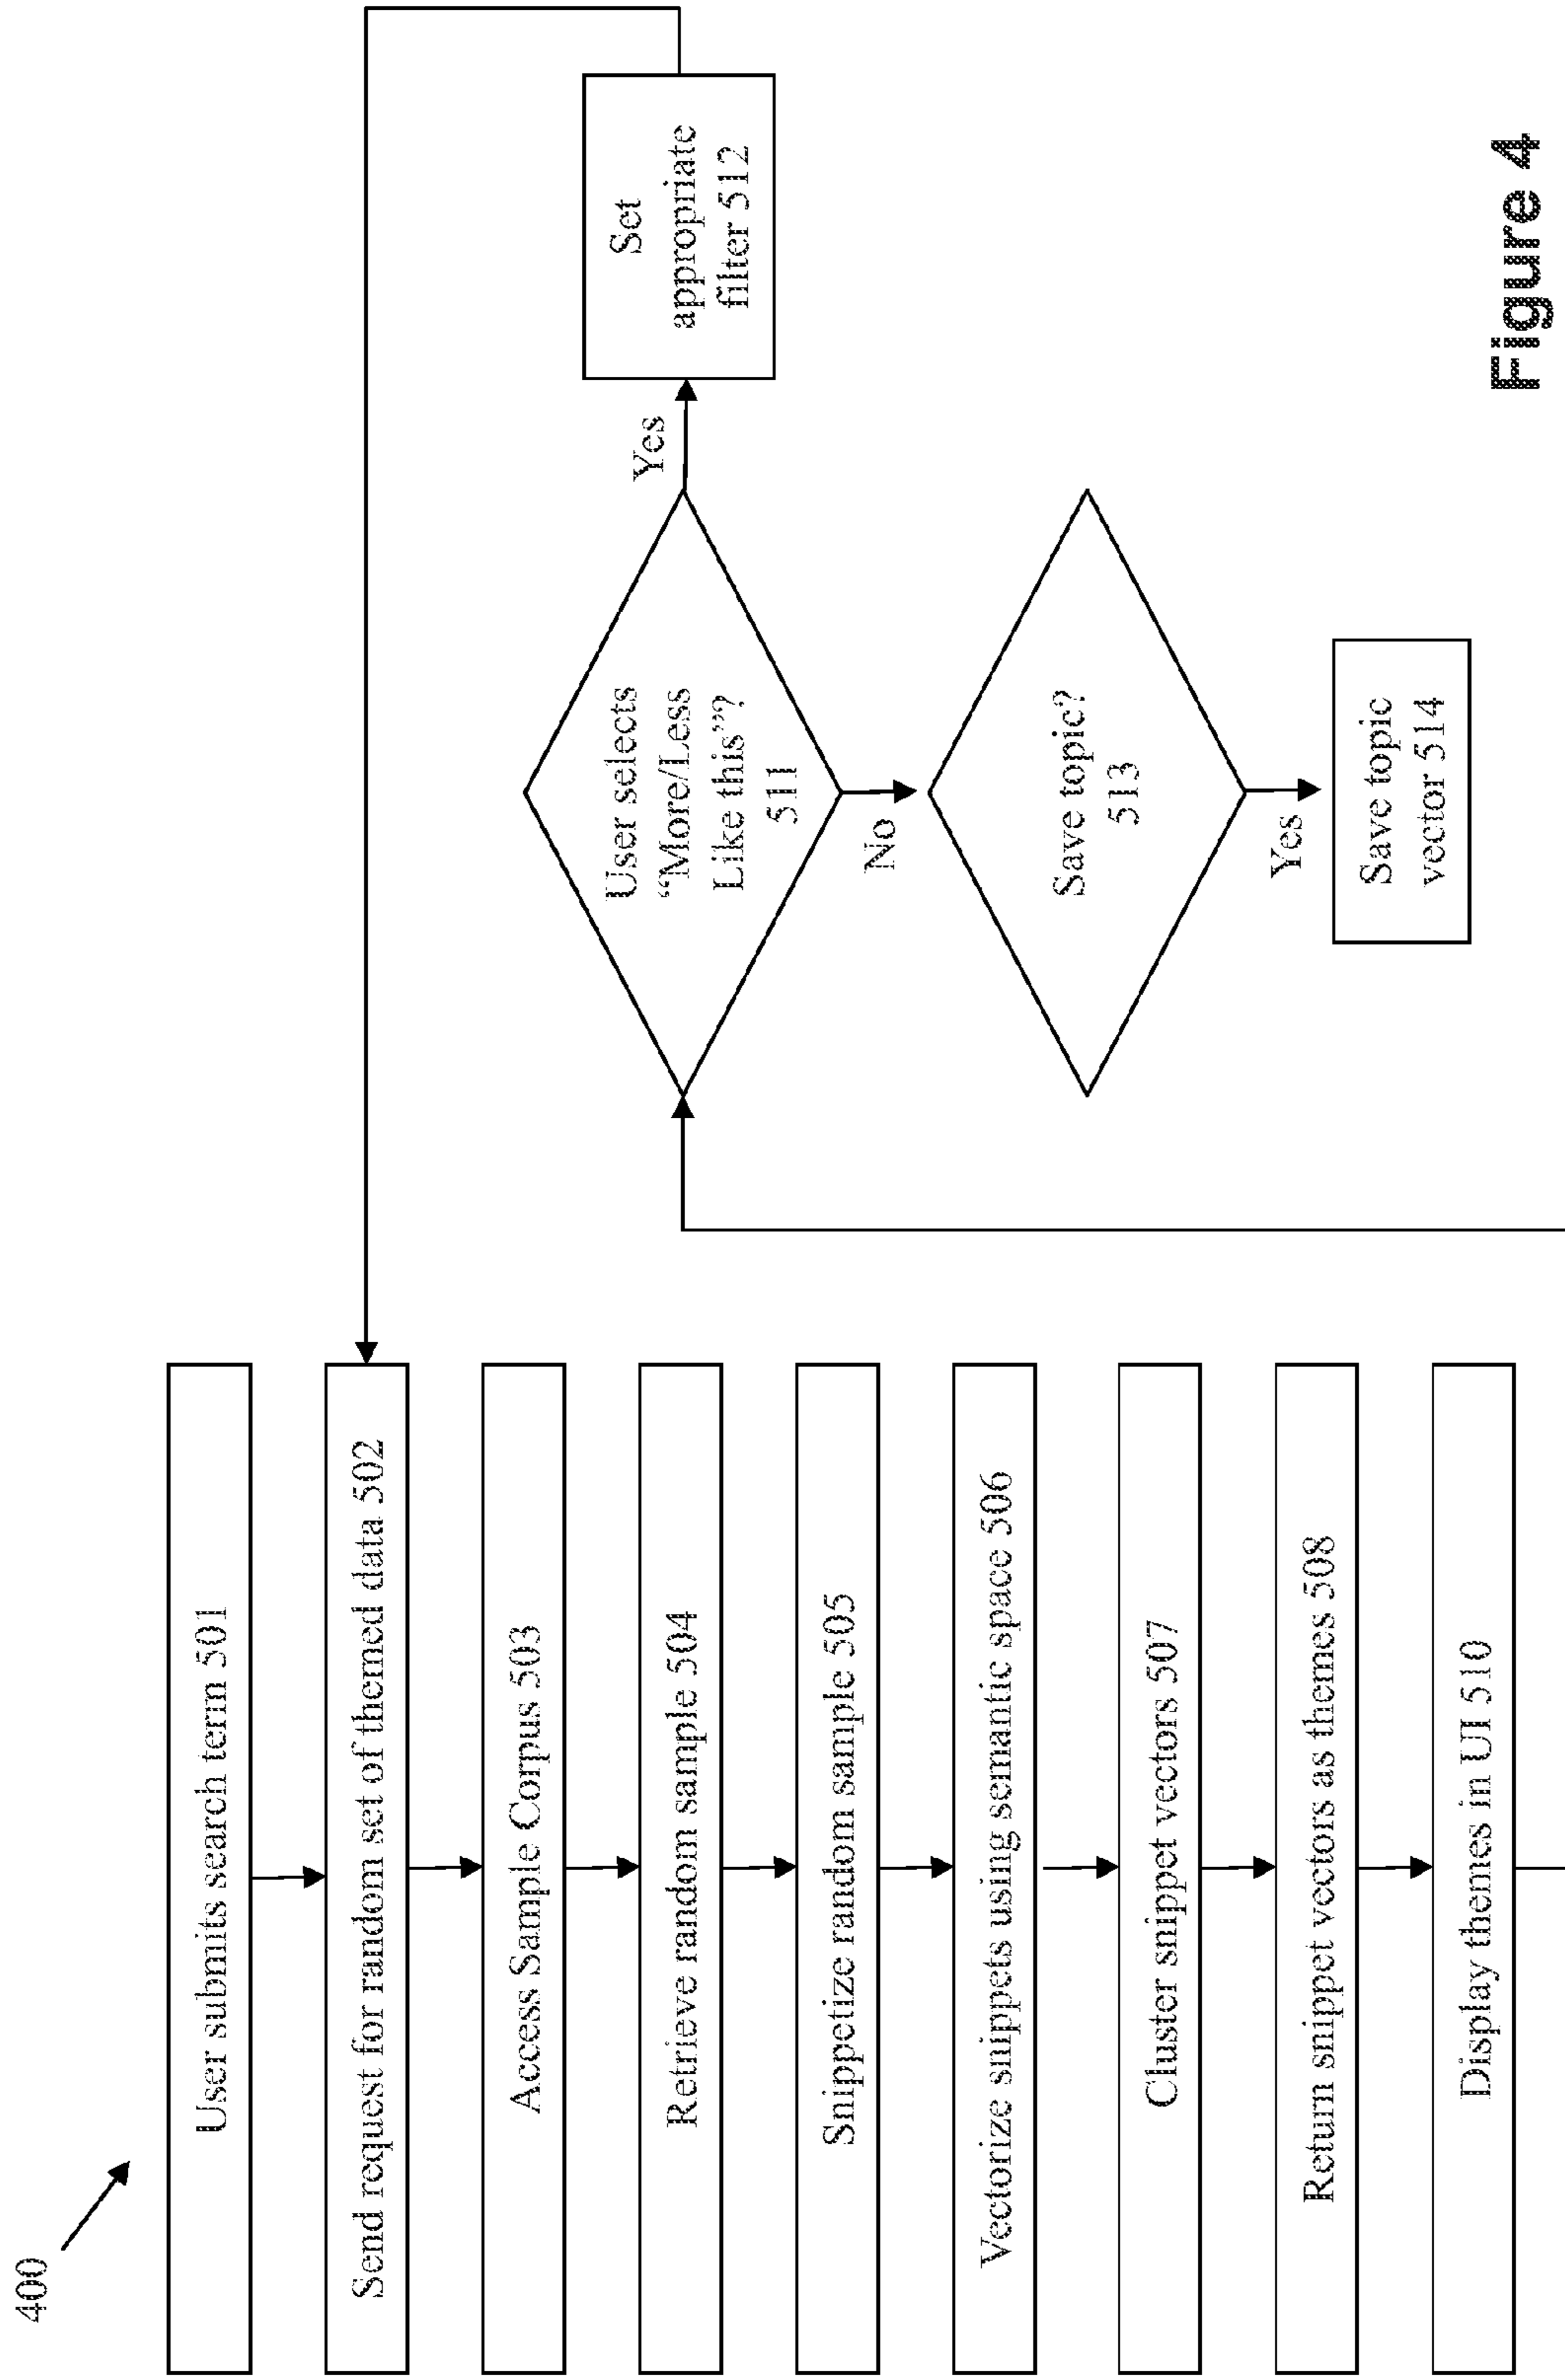 400
User submits search term 501
Send request for random set of themed data 502
Access Sample Corpus 503
Retrieve random sample 504
Snippetize random sample 505
Vectorize snippets using semantic space 506
Cluster snippet vectors 507
Return snippet vectors as themes 508
Display themes in UI 510
User selects
“More/Less
Like this”?
511
Yes
Set
appropriate
filter 512
No
Save topic?
513
Yes
Save topic
vector 514
Figure 4